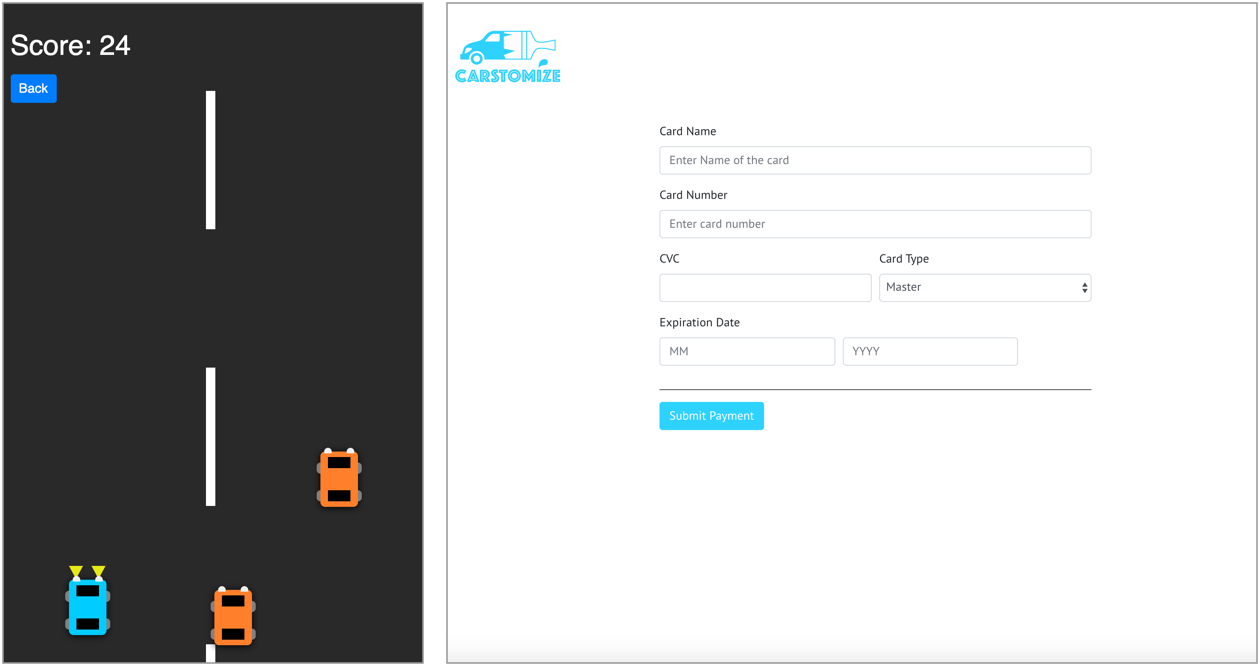 Score: 24
Back
CARSTOMIZE
Card Name
Enter Name of the card
Card Number
Enter card number
CVC
Card Type
Master
Expiration Date
MM
YYYY
Submit Payment